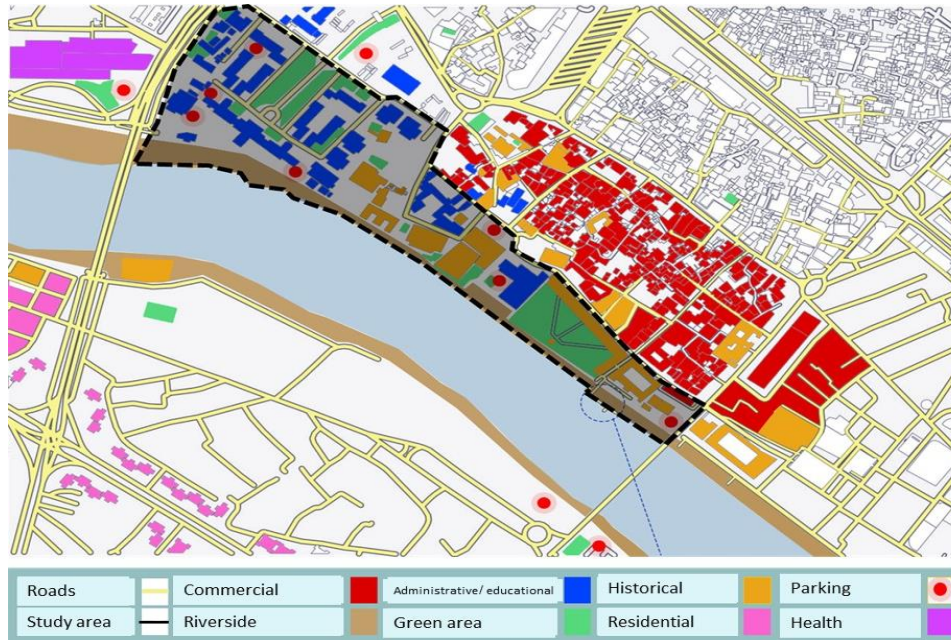 Roads Commercial Administrative/ educational Historical Parking
Study area Riverside Green area Residential Health